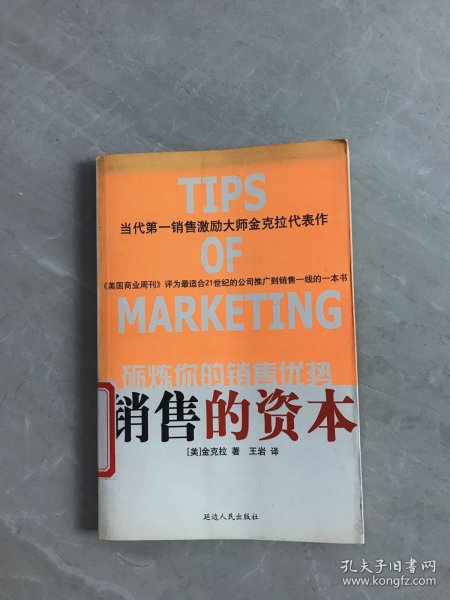 TIPS
当代第一销售激励大师金克拉代表作
OF
《美国商业周刊》评为最适合21世纪的公司推广到销售一线的一本书
MARKETING
砺炼你的销售优势
销售的资本
[美]金克拉 著 王岩 译
延边人民出版社
孔夫子旧书网
www.kongfz.com